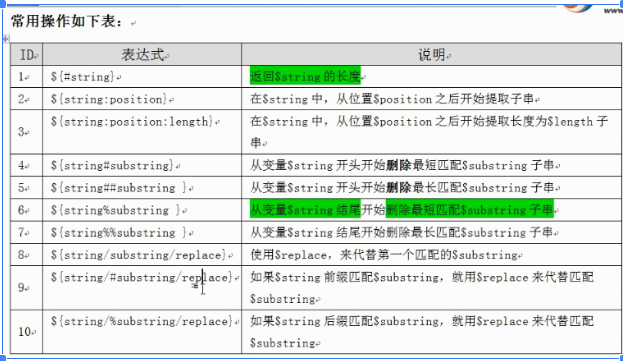 常用操作如下表：
ID 表达式 说明
1 ${#string} 返回$string 的长度
2 ${string:position} 在$string 中，从位置$position 之后开始提取子串
3 ${string:position:length} 在$string 中，从位置$position 之后开始提取长度为$length 子
串
4 ${string#substring} 从变量$string 开头开始删除最短匹配$substring 子串
5 ${string##substring } 从变量$string 开头开始删除最长匹配$substring 子串
6 ${string%substring } 从变量$string 结尾开始删除最短匹配$substring 子串
7 ${string%%substring } 从变量$string 结尾开始删除最长匹配$substring 子串
8 ${string/substring/replace} 使用$replace，来代替第一个匹配的$substring
9 ${string/#substring/replace} 如果$string 前缀匹配$substring，就用$replace 来代替匹配
$substring
10 ${string/%substring/replace} 如果$string 后缀匹配$substring，就用$replace 来代替匹配
$substring